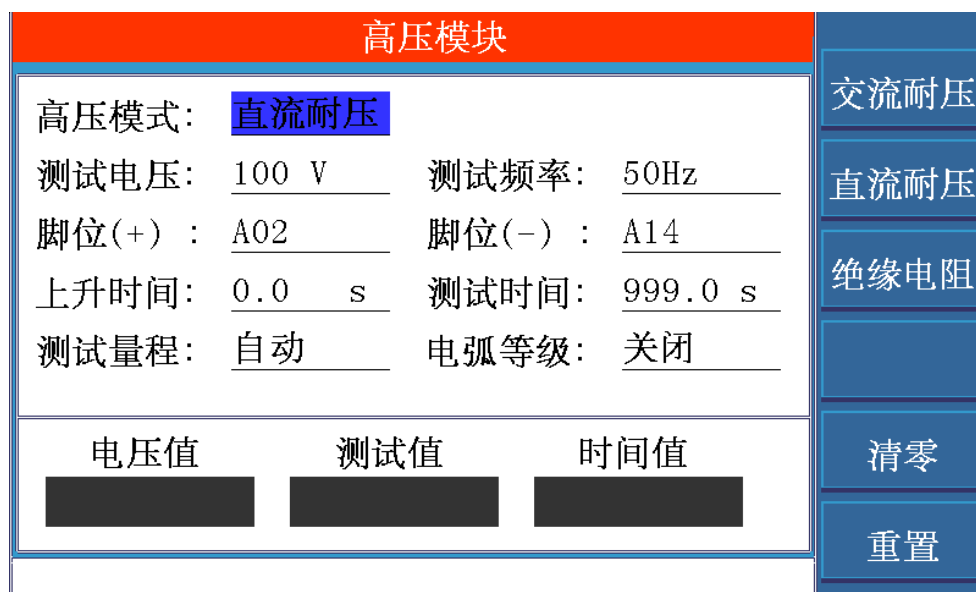 高压模块
高压模式： 直流耐压
测试电压： 100 V 测试频率： 50Hz
脚位(+) ： A02 脚位(-) ： A14
上升时间： 0.0 s 测试时间： 999.0 s
测试量程： 自动 电弧等级： 关闭
电压值 测试值 时间值
交流耐压
直流耐压
绝缘电阻
清零
重置